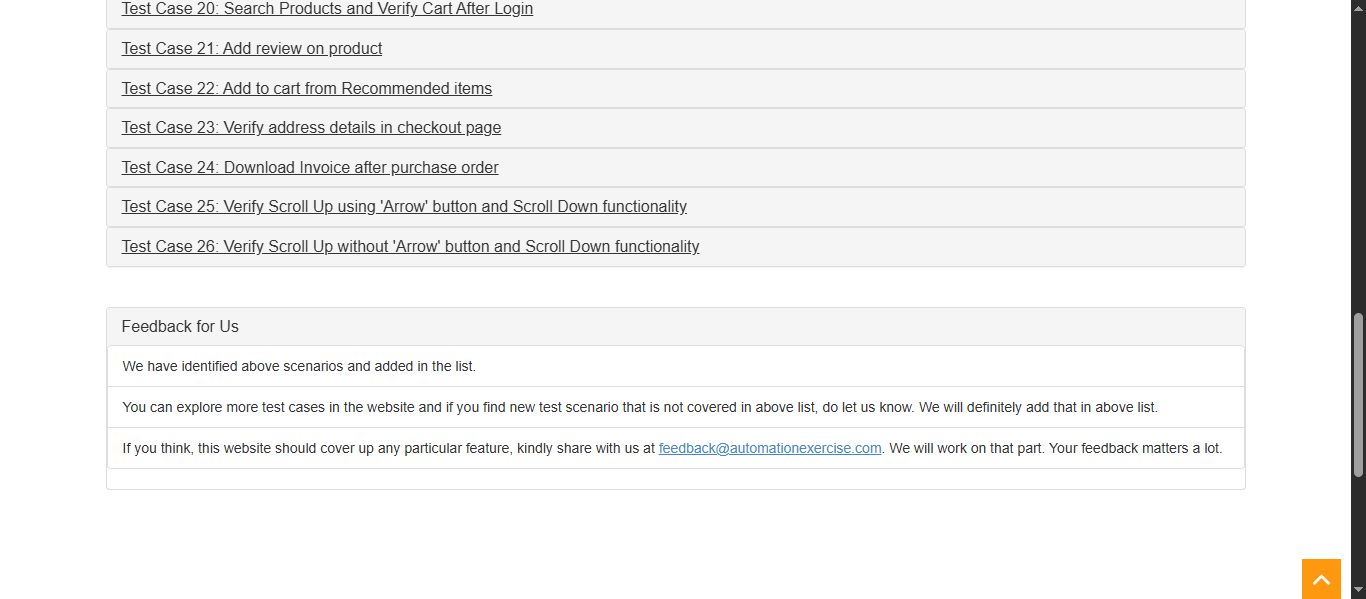 Test Case 20: Search Products and Verify Cart After Login
Test Case 21: Add review on product
Test Case 22: Add to cart from Recommended items
Test Case 23: Verify address details in checkout page
Test Case 24: Download Invoice after purchase order
Test Case 25: Verify Scroll Up using 'Arrow' button and Scroll Down functionality
Test Case 26: Verify Scroll Up without 'Arrow' button and Scroll Down functionality
Feedback for Us
We have identified above scenarios and added in the list.
You can explore more test cases in the website and if you find new test scenario that is not covered in above list, do let us know. We will definitely add that in above list.
If you think, this website should cover up any particular feature, kindly share with us at feedback@automationexercise.com. We will work on that part. Your feedback matters a lot.